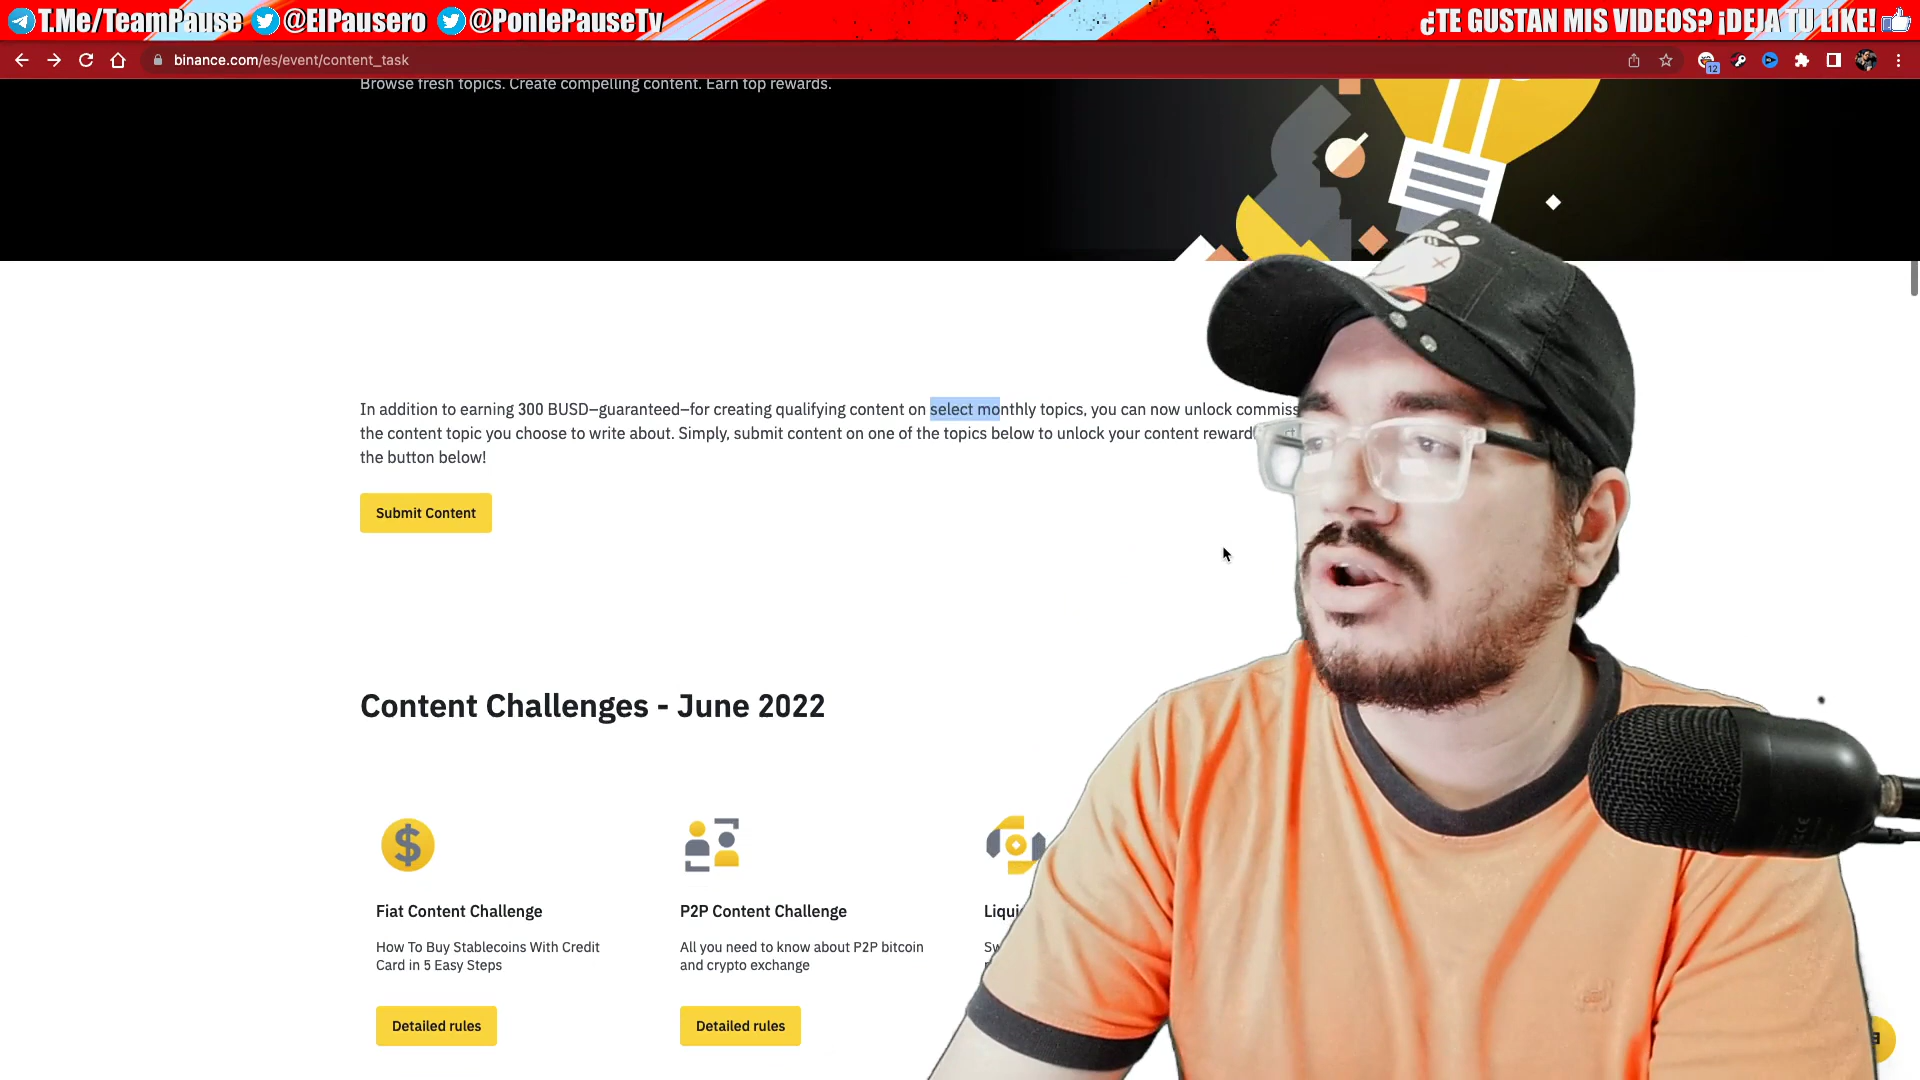 T.Me/TeamPause @ElPausero @PonlePauseTv
¿TE GUSTAN MIS VIDEOS? ¡DEJA TU LIKE!
binance.com/es/event/content_task
12
Browse fresh topics. Create compelling content. Earn top rewards.
In addition to earning 300 BUSD–guaranteed–for creating qualifying content on select monthly topics, you can now unlock commiss
the content topic you choose to write about. Simply, submit content on one of the topics below to unlock your content reward
the button below!
Submit Content
Content Challenges - June 2022
Fiat Content Challenge
How To Buy Stablecoins With Credit
Card in 5 Easy Steps
Detailed rules
P2P Content Challenge
All you need to know about P2P bitcoin
and crypto exchange
Detailed rules
Liqui